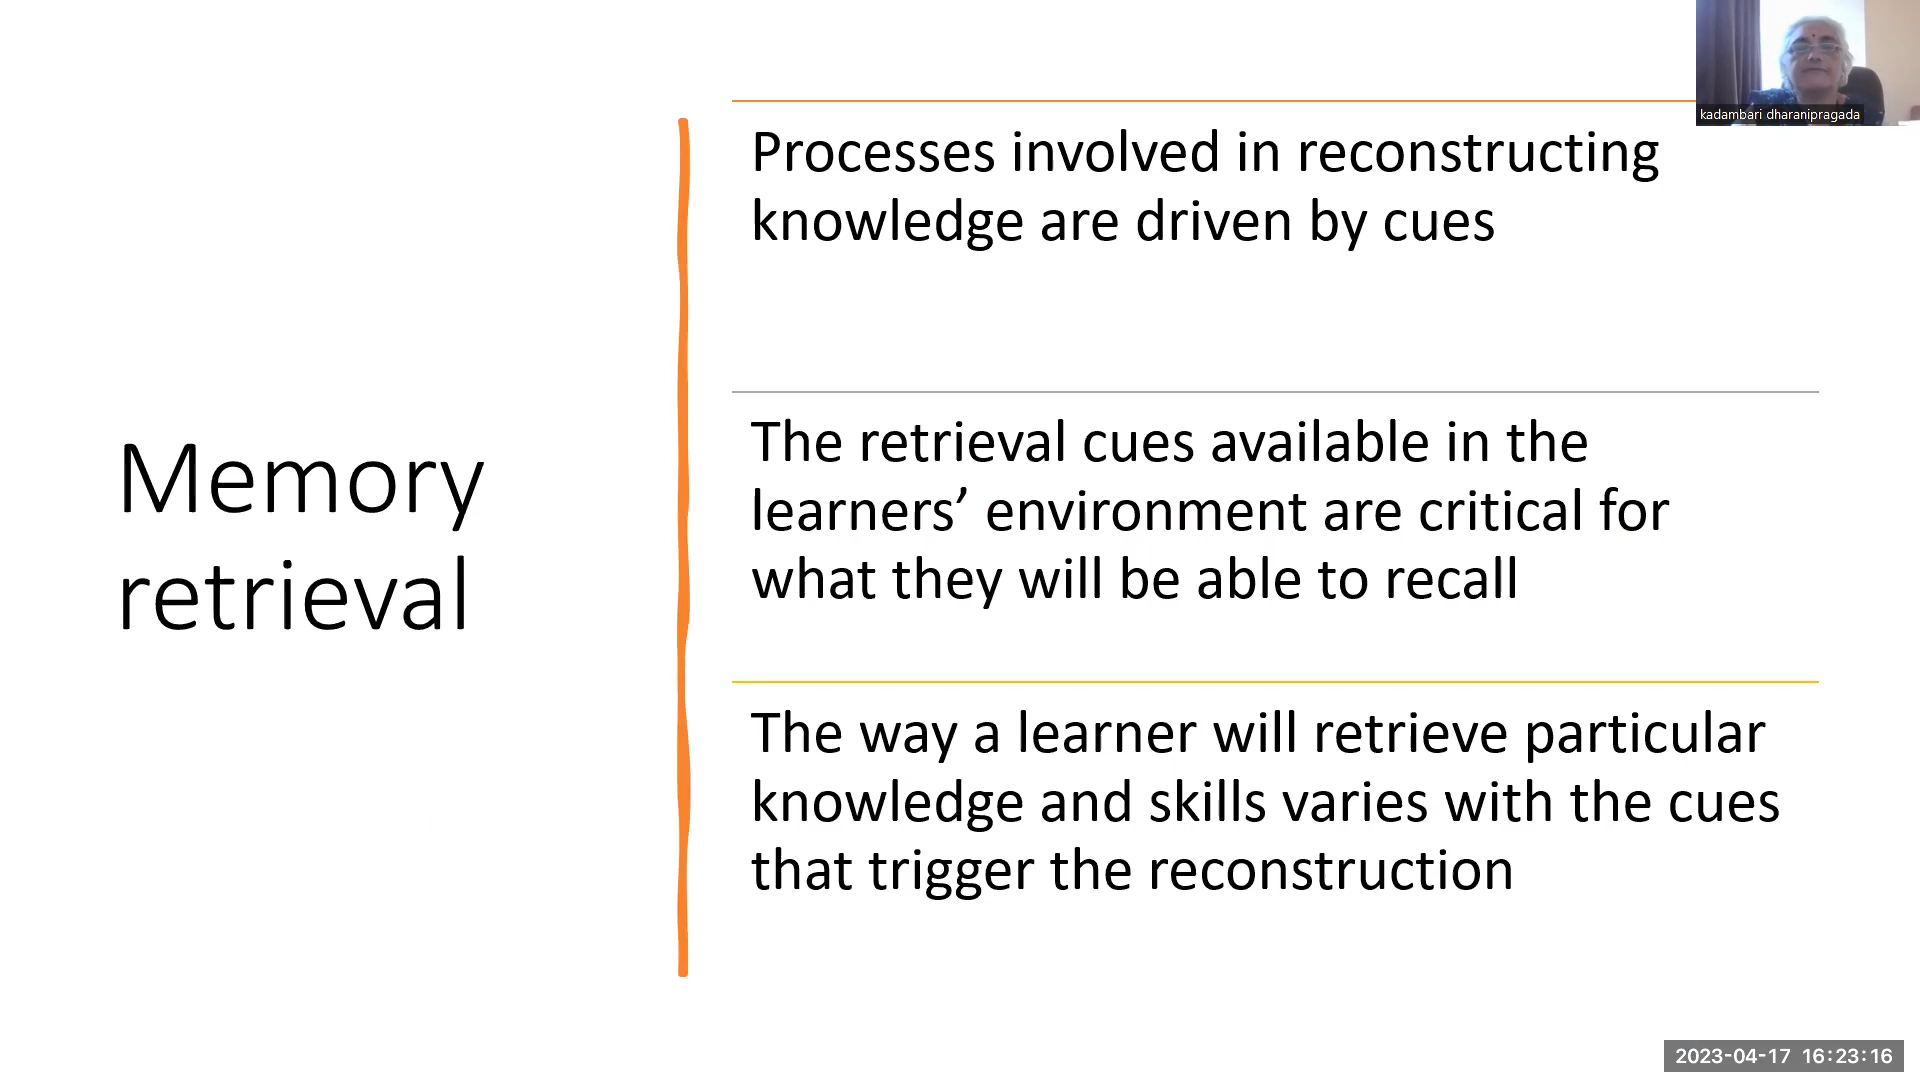 kadambari dharanipragada
Memory
retrieval
Processes involved in reconstructing
knowledge are driven by cues
The retrieval cues available in the
learners’ environment are critical for
what they will be able to recall
The way a learner will retrieve particular
knowledge and skills varies with the cues
that trigger the reconstruction
2023-04-17 16:23:16